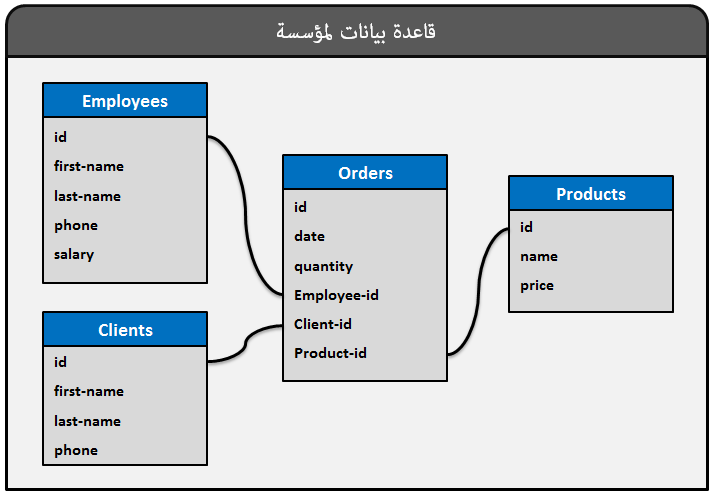 قاعدة بيانات لمؤسسة
Employees
id
first-name
last-name
phone
salary
Clients
id
first-name
last-name
phone
Orders
id
date
quantity
Employee-id
Client-id
Product-id
Products
id
name
price